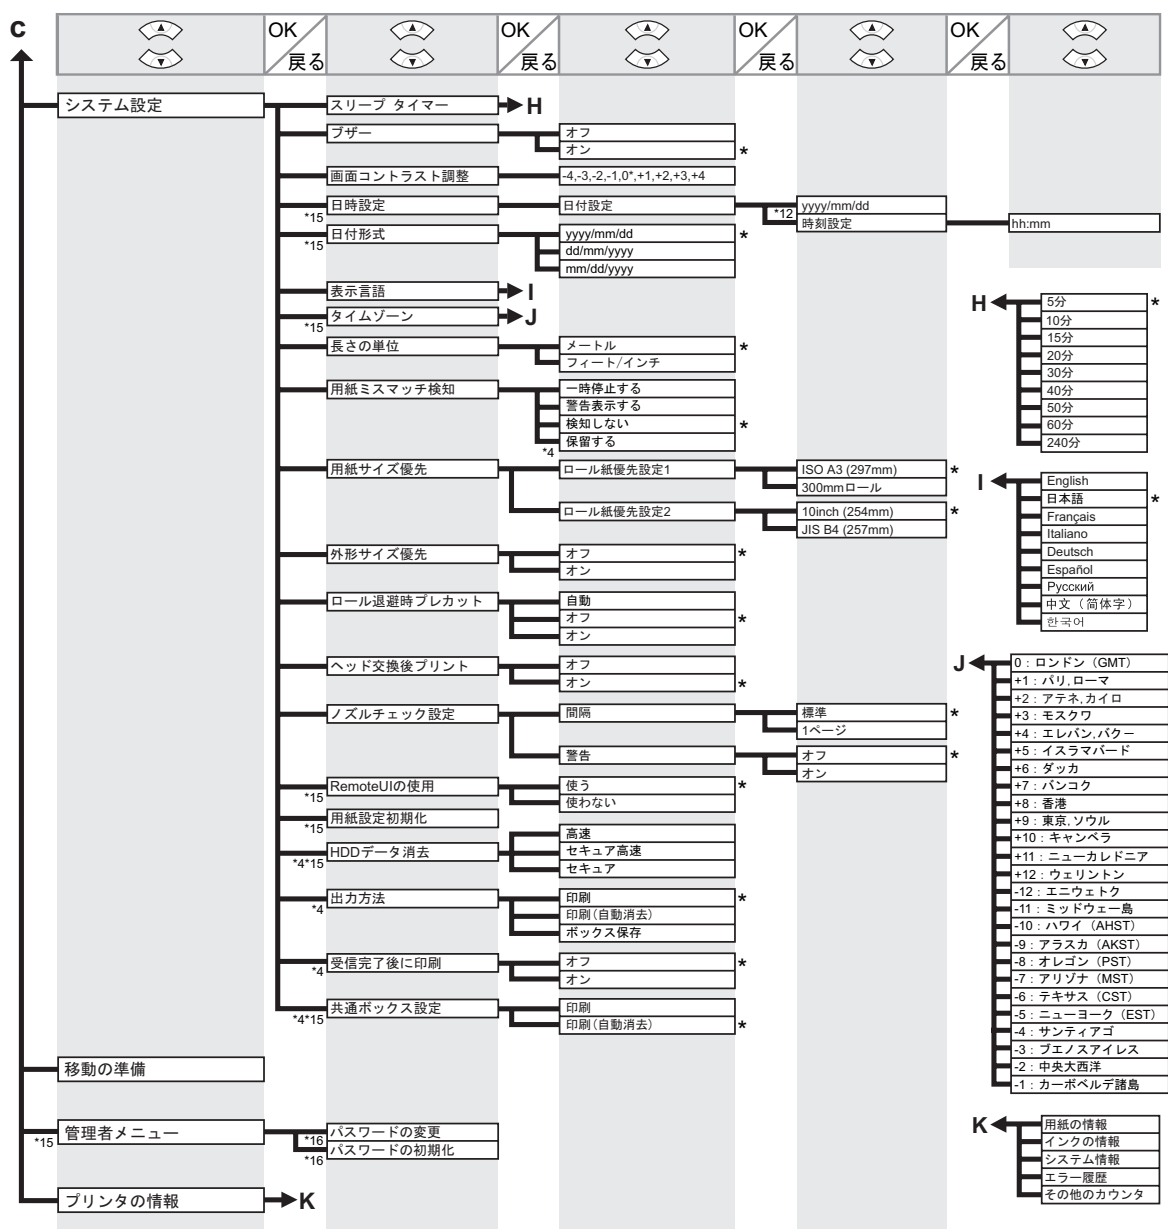 C
OK
戻る
OK
戻る
OK
戻る
OK
戻る
システム設定
スリープ タイマー
H
ブザー
オフ
オン
*
画面コントラスト調整
-4,-3,-2,-1,0*,+1,+2,+3,+4
*15
日時設定
日付設定
*12
yyyy/mm/dd
時刻設定
hh:mm
*15
日付形式
yyyy/mm/dd
*
dd/mm/yyyy
mm/dd/yyyy
表示言語
I
*15
タイムゾーン
J
長さの単位
メートル
*
フィート/インチ
用紙ミスマッチ検知
一時停止する
警告表示する
検知しない
*
*4
保留する
用紙サイズ優先
ロール紙優先設定1
ISO A3 (297mm)
*
300mmロール
ロール紙優先設定2
10inch (254mm)
*
JIS B4 (257mm)
外形サイズ優先
オフ
*
オン
ロール退避時プレカット
自動
オフ
*
オン
ヘッド交換後プリント
オフ
オン
*
ノズルチェック設定
間隔
標準
*
1ページ
警告
オフ
*
オン
*15
RemoteUIの使用
使う
*
使わない
*15
用紙設定初期化
*4*15
HDDデータ消去
高速
セキュア高速
セキュア
*4
出力方法
印刷
*
印刷(自動消去)
ボックス保存
*4
受信完了後に印刷
オフ
*
オン
*4*15
共通ボックス設定
印刷
印刷(自動消去)
*
移動の準備
*15
管理者メニュー
*16
パスワードの変更
*16
パスワードの初期化
プリンタの情報
K
H
5分
*
10分
15分
20分
30分
40分
50分
60分
240分
I
English
日本語
*
Français
Italiano
Deutsch
Español
Русский
中文（简体字）
한국어
J
0：ロンドン（GMT）
+1：パリ,ローマ
+2：アテネ,カイロ
+3：モスクワ
+4：エレバン,バクー
+5：イスラマバード
+6：ダッカ
+7：バンコク
+8：香港
+9：東京,ソウル
+10：キャンベラ
+11：ニューカレドニア
+12：ウェリントン
-12：エニウェトク
-11：ミッドウェー島
-10：ハワイ（AHST）
-9：アラスカ（AKST）
-8：オレゴン（PST）
-7：アリゾナ（MST）
-6：テキサス（CST）
-5：ニューヨーク（EST）
-4：サンティアゴ
-3：ブエノスアイレス
-2：中央大西洋
-1：カーボベルデ諸島
K
用紙の情報
インクの情報
システム情報
エラー履歴
その他のカウンタ